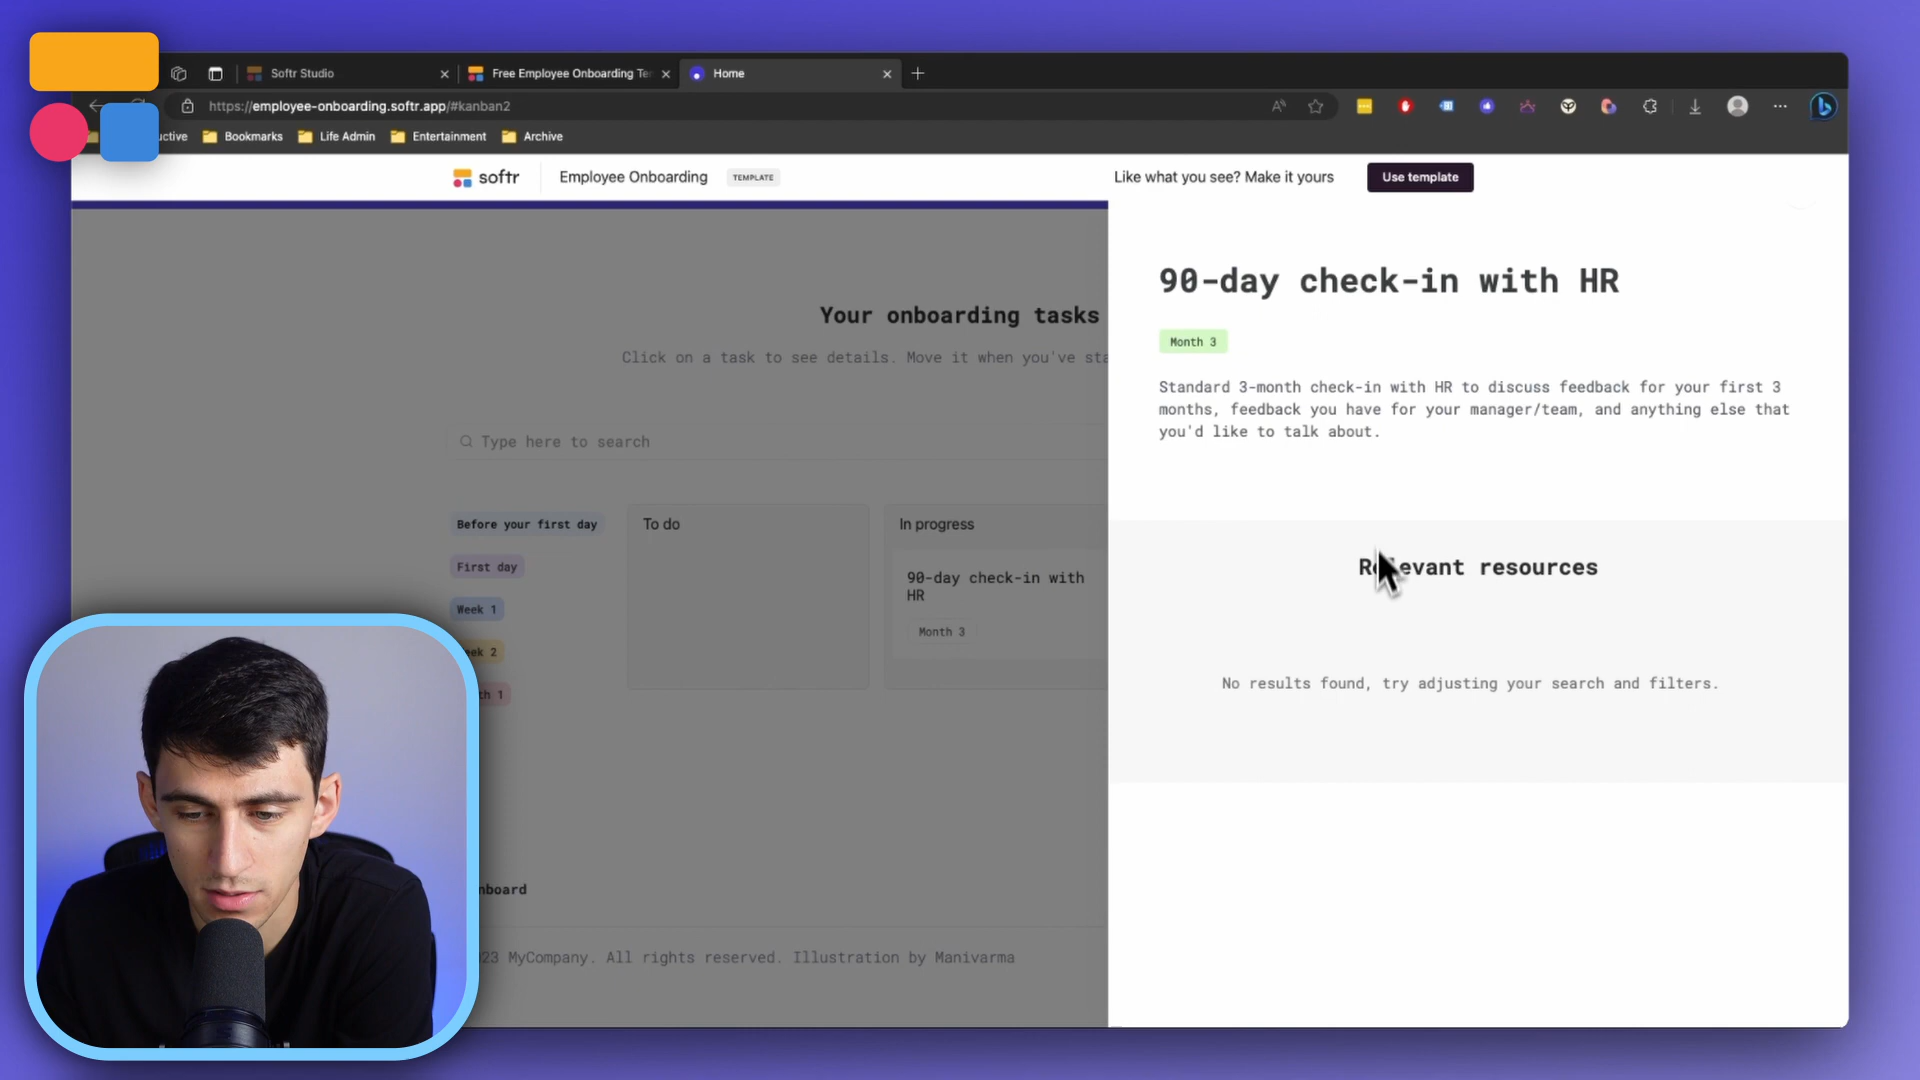 Softr Studio
Free Employee Onboarding Te
Home
https://employee-onboarding.softr.app/#kanban2
Bookmarks
Life Admin
Entertainment
Archive
softr
Employee Onboarding
TEMPLATE
Like what you see? Make it yours
Use template
Your onboarding tasks
Click on a task to see details. Move it when you've sta
Type here to search
Before your first day
First day
Week 1
To do
In progress
90-day check-in with
HR
Month 3
MyCompany. All rights reserved. Illustration by Manivarma
90-day check-in with HR
Month 3
Standard 3-month check-in with HR to discuss feedback for your first 3
months, feedback you have for your manager/team, and anything else that
you'd like to talk about.
Relevant resources
No results found, try adjusting your search and filters.